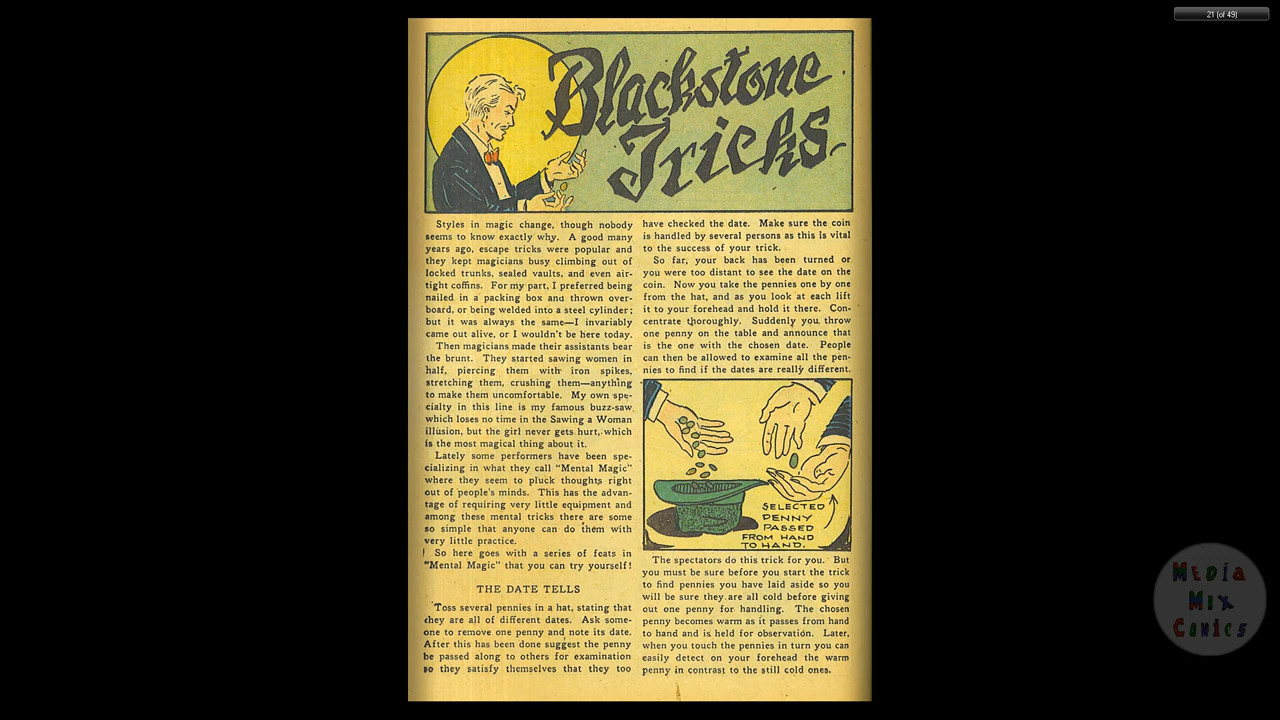 21 (of 49)
Blackstone
Tricks
Styles in magic change, though nobody
seems to know exactly why. A good many
years ago, escape tricks were popular and
they kept magicians busy climbing out of
locked trunks, sealed vaults, and even air-
tight coffins. For my part, I preferred being
nailed in a packing box and thrown over-
board, or being welded into a steel cylinder;
but it was always the same—I invariably
came out alive, or I wouldn't be here today.
Then magicians made their assistants bear
the brunt. They started sawing women in
half, piercing them with iron spikes,
stretching them, crushing them—anything
to make them uncomfortable. My own spe-
cialty in this line is my famous buzz-saw
which loses no time in the Sawing a Woman
illusion, but the girl never gets hurt, which
is the most magical thing about it.
Lately some performers have been spe-
cializing in what they call "Mental Magic"
where they seem to pluck thoughts right
out of people's minds. This has the advan-
tage of requiring very little equipment and
among these mental tricks there are some
so simple that anyone can do them with
very little practice.
So here goes with a series of feats in
"Mental Magic" that you can try yourself!
THE DATE TELLS
Toss several pennies in a hat, stating that
they are all of different dates. Ask some-
one to remove one penny and note its date.
After this has been done suggest the penny
be passed along to others for examination
so they satisfy themselves that they too
have checked the date. Make sure the coin
is handled by several persons as this is vital
to the success of your trick.
So far, your back has been turned or
you were too distant to see the date on the
coin. Now you take the pennies one by one
from the hat, and as you look at each lift
it to your forehead and hold it there. Con-
centrate thoroughly. Suddenly you throw
one penny on the table and announce that
is the one with the chosen date. People
can then be allowed to examine all the pen-
nies to find if the dates are really different.
SELECTED
PENNY
PASSED
FROM HAND
TO HAND.
The spectators do this trick for you. But
you must be sure before you start the trick
to find pennies you have laid aside so you
will be sure they are all cold before giving
out one penny for handling. The chosen
penny becomes warm as it passes from hand
to hand and is held for observation. Later,
when you touch the pennies in turn you can
easily detect on your forehead the warm
penny in contrast to the still cold ones.
Media
Mix
Comics